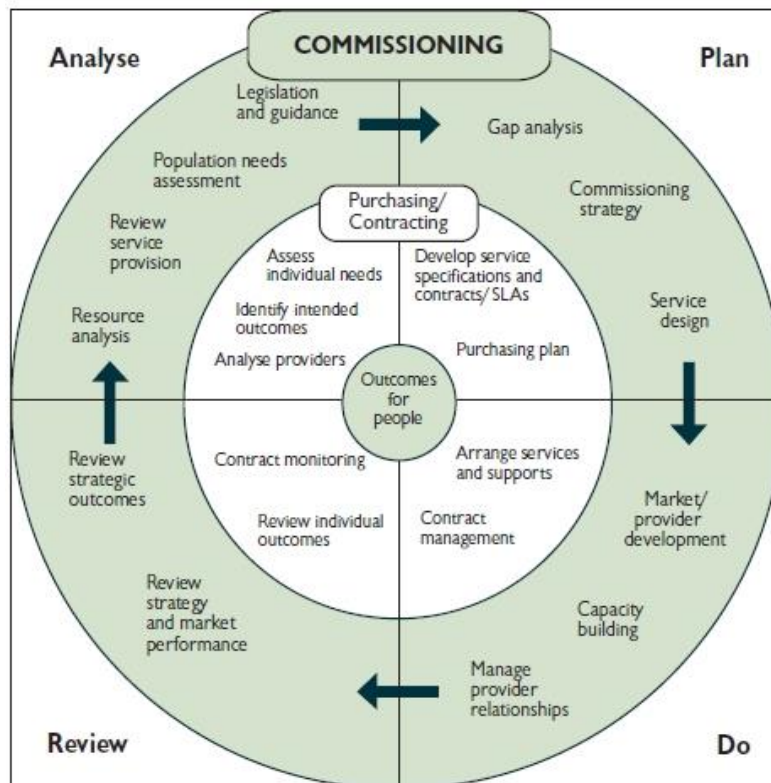 COMMISSIONING
Analyse
Plan
Legislation
and guidance
Gap analysis
Population needs
assessment
Commissioning
strategy
Review
service
provision
Service
design
Resource
analysis
Purchasing/
Contracting
Assess
individual needs
Develop service
specifications and
contracts/ SLAs
Identify intended
outcomes
Analyse providers
Purchasing plan
Outcomes
for
people
Contract monitoring
Arrange services
and supports
Review individual
outcomes
Contract
management
Review
strategic
outcomes
Market/
provider
development
Review
strategy
and market
performance
Capacity
building
Manage
provider
relationships
Review
Do